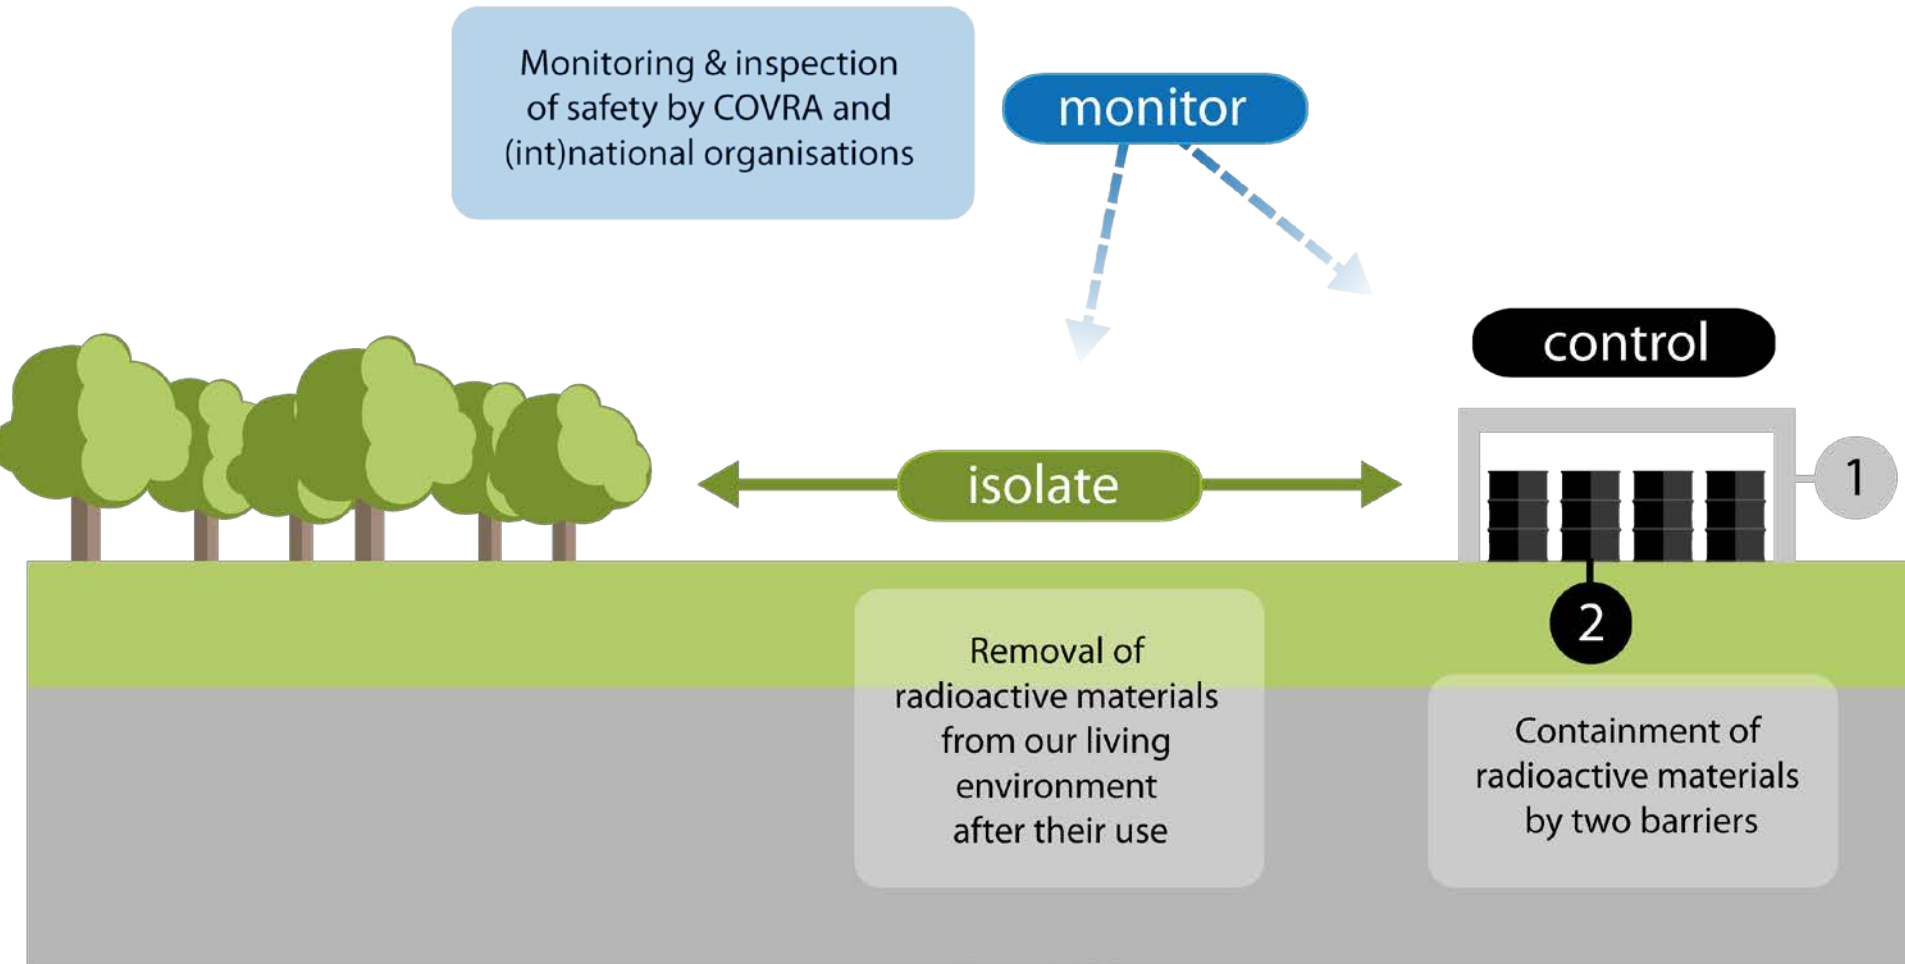 Monitoring & inspection
of safety by COVRA and
(int)national organisations
monitor
control
isolate
1
2
Removal of
radioactive materials
from our living
environment
after their use
Containment of
radioactive materials
by two barriers